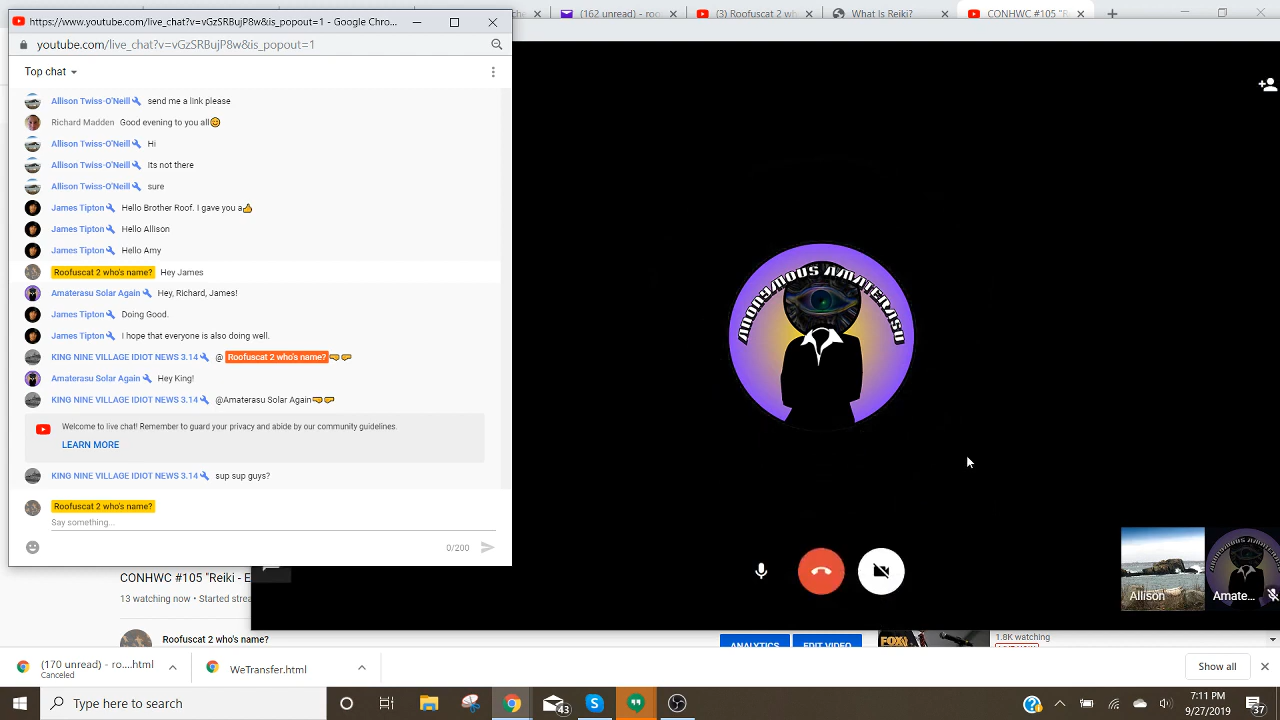 https://www.youtube.com/live_chat?v=vGzSRBujP8w&is_popout=1 - Google Chro...
(162 unread) - ro
Roofuscat 2 who's
What is Reiki?
CONHWC #105 "R
youtube.com/live_chat?v=vGzSRBujP8w&is_popout=1
Top chat
Allison Twiss-O'Neill send me a link please
Richard Madden Good evening to you all😊
Allison Twiss-O'Neill Hi
Allison Twiss-O'Neill Its not there
Allison Twiss-O'Neill sure
James Tipton Hello Brother Roof. I gave you a👍
James Tipton Hello Allison
James Tipton Hello Amy
Roofuscat 2 who's name? Hey James
Amaterasu Solar Again Hey, Richard, James!
James Tipton Doing Good.
James Tipton I hope that everyone is also doing well.
KING NINE VILLAGE IDIOT NEWS 3.14 @ Roofuscat 2 who's name?🤜🤛
Amaterasu Solar Again Hey King!
KING NINE VILLAGE IDIOT NEWS 3.14 @Amaterasu Solar Again🤜🤛
Welcome to live chat! Remember to guard your privacy and abide by our community guidelines.
LEARN MORE
KING NINE VILLAGE IDIOT NEWS 3.14 sup sup guys?
Roofuscat 2 who's name?
Say something...
0/200
ANONYMOUS AMATERASU
Allison
Amate...
CONHWC #105 "Reiki - E
13 watching now • Started strea
Roofuscat 2 who's name?
ANALYTICS
EDIT VIDEO
FOX
1.8K watching
LIVE NOW
(170 unread) - ro....html
Canceled
WeTransfer.html
Show all
Type here to search
43
7:11 PM
9/27/2019
37